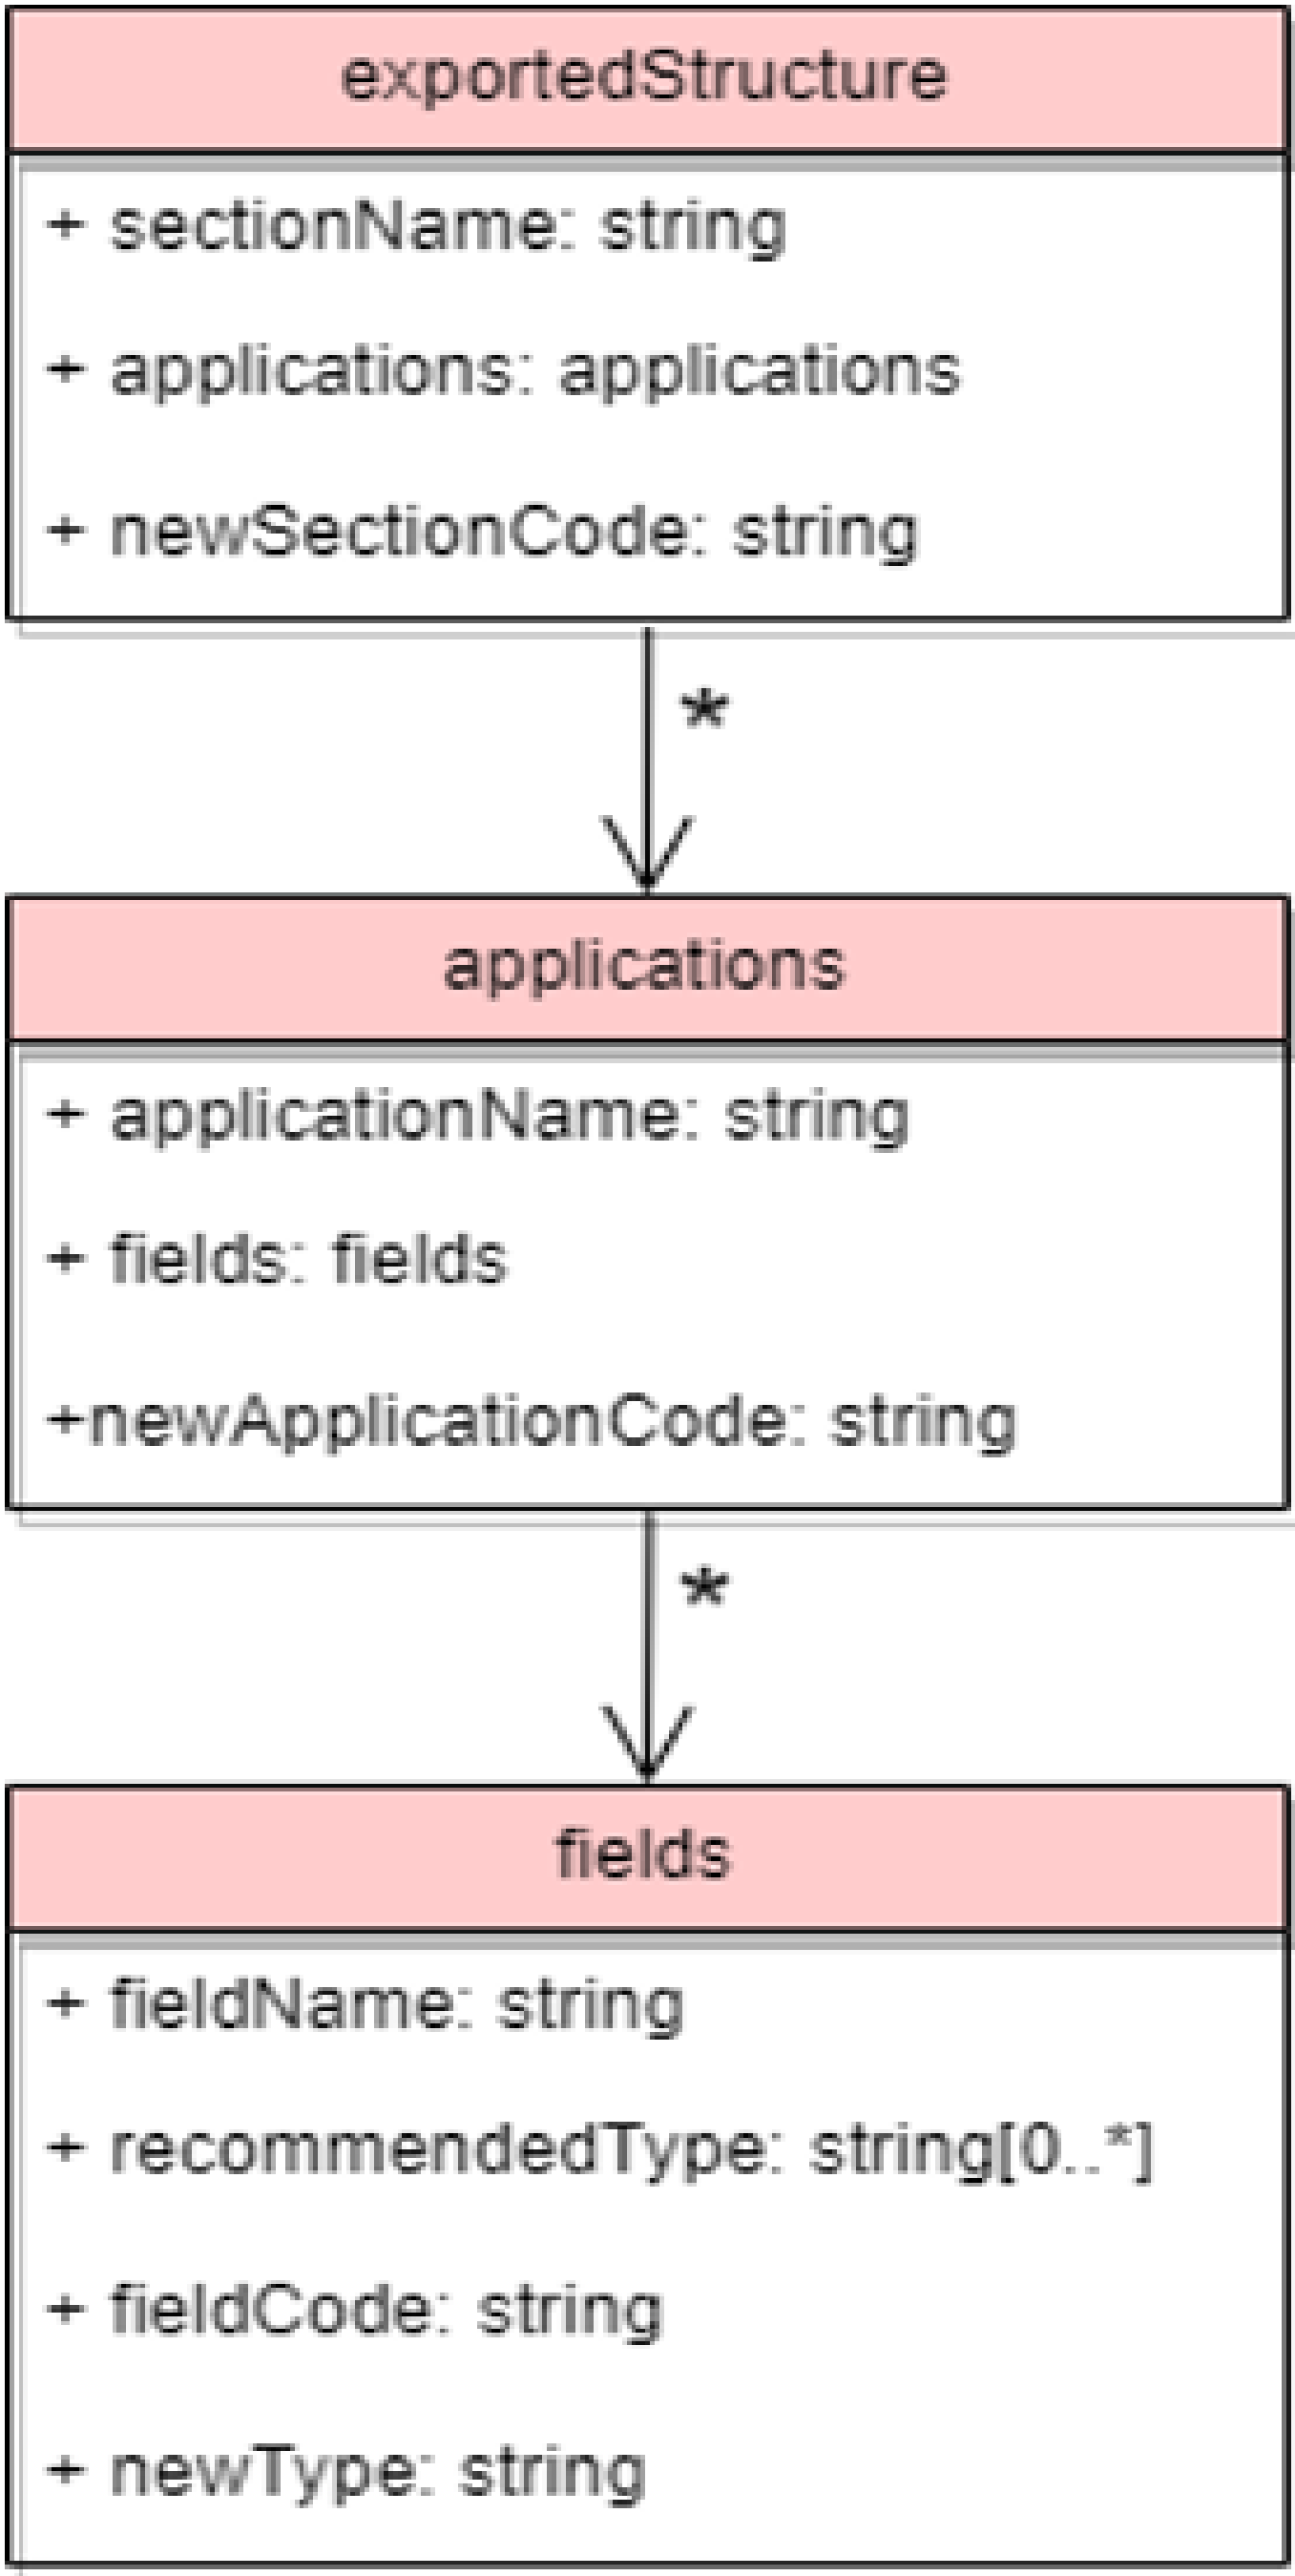 exportedStructure
+ sectionName: string
+ applications: applications
+ newSectionCode: string
*
applications
+ applicationName: string
+ fields: fields
+newApplicationCode: string
*
fields
+ fieldName: string
+ recommendedType: string[0..*]
+ fieldCode: string
+ newType: string